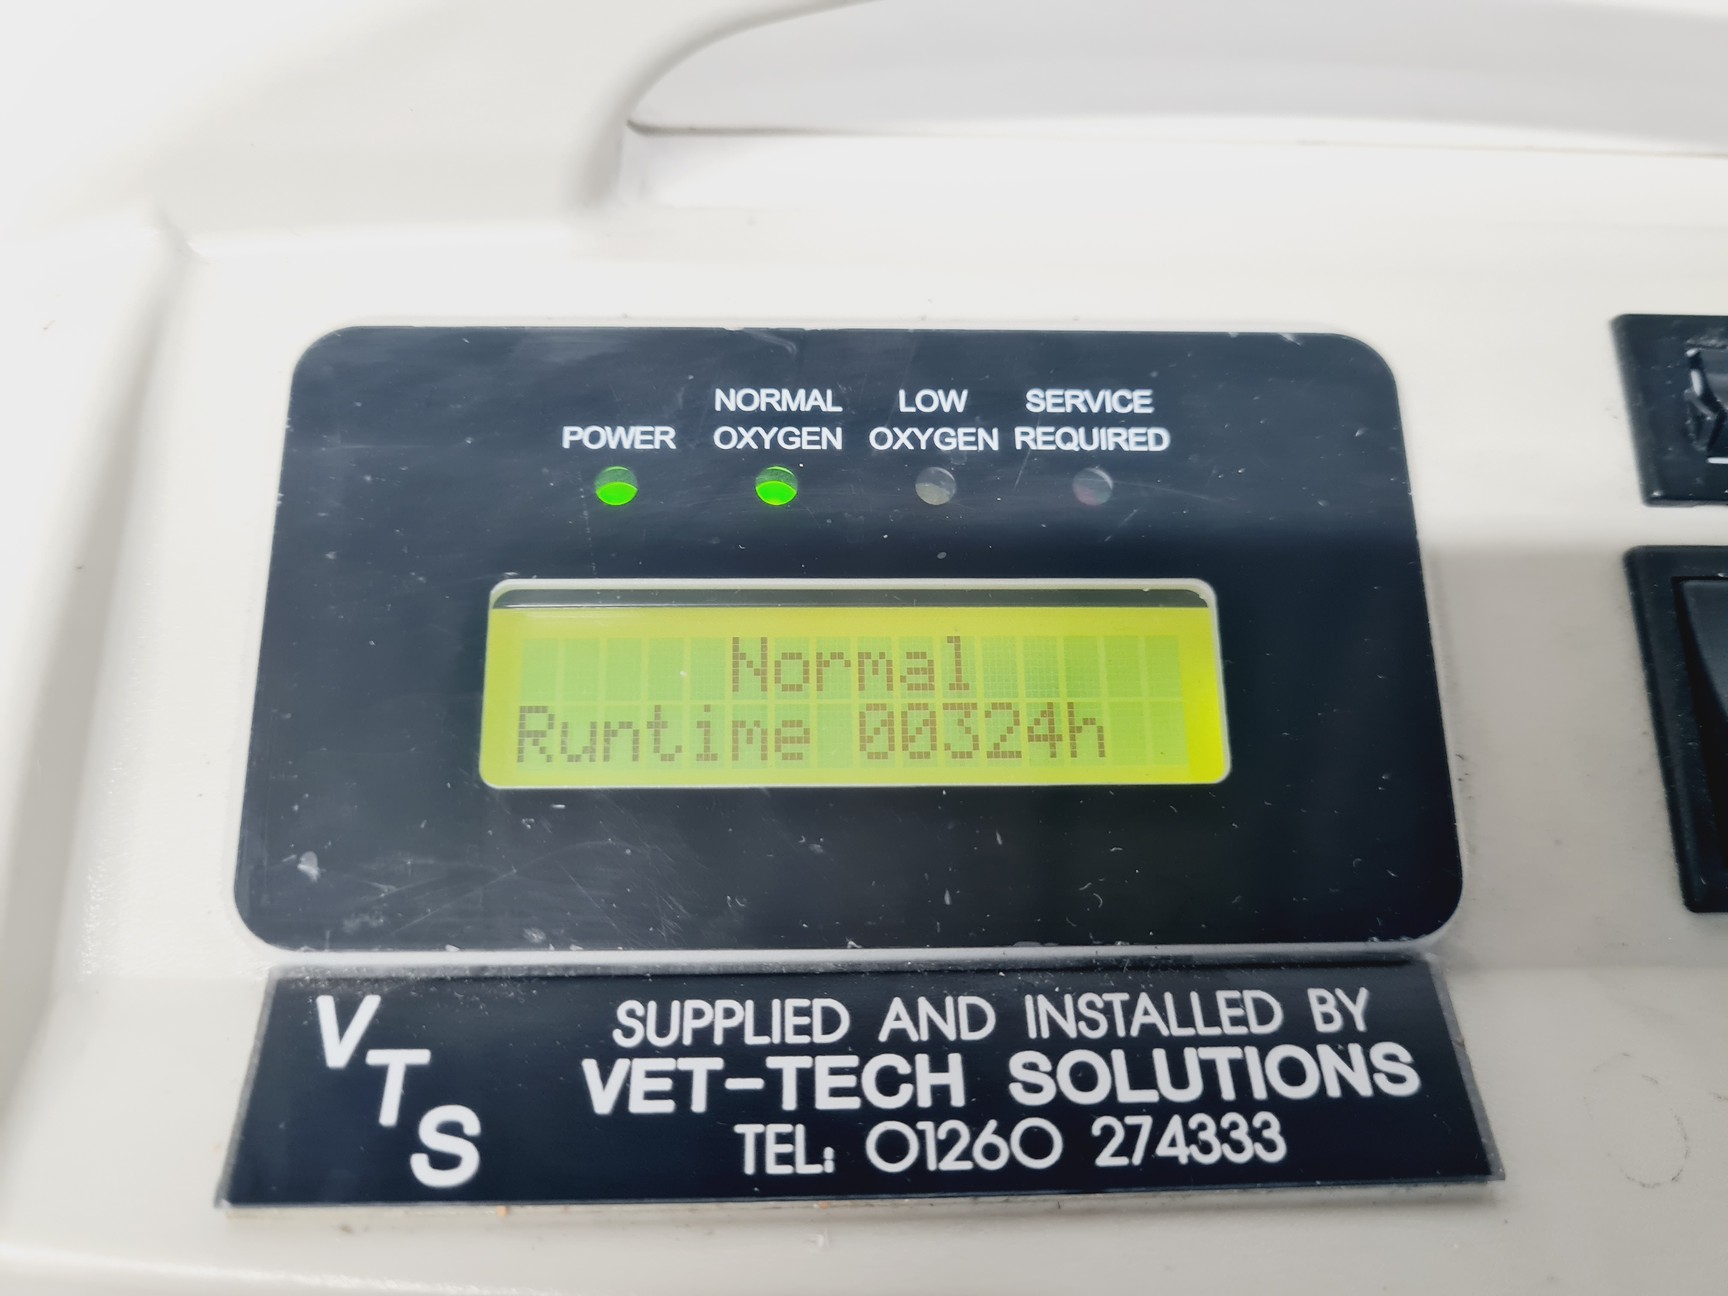 POWER
NORMAL
OXYGEN
LOW
OXYGEN
SERVICE
REQUIRED
Normal
Runtime 00324h
VTS
SUPPLIED AND INSTALLED BY
VET-TECH SOLUTIONS
TEL: 01260 274333